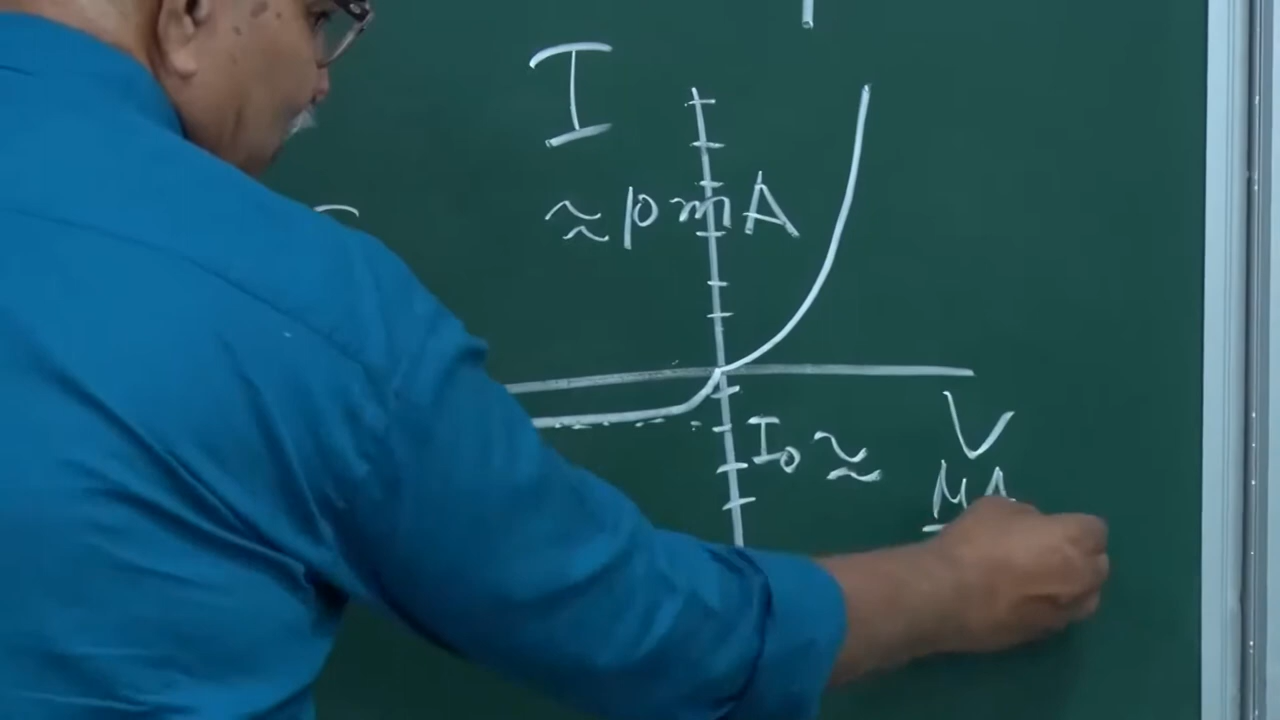 I
≈ 10 mA
I₀ ≈
V
μA